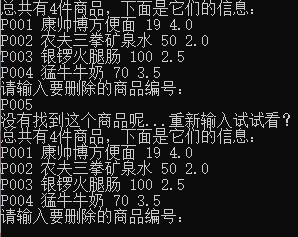 总共有4件商品，下面是它们的信息：
P001 康帅博方便面 19 4.0
P002 农夫三拳矿泉水 50 2.0
P003 银锣火腿肠 100 2.5
P004 猛牛牛奶 70 3.5
请输入要删除的商品编号：
P005
没有找到这个商品呢...重新输入试试看？
总共有4件商品，下面是它们的信息：
P001 康帅博方便面 19 4.0
P002 农夫三拳矿泉水 50 2.0
P003 银锣火腿肠 100 2.5
P004 猛牛牛奶 70 3.5
请输入要删除的商品编号：